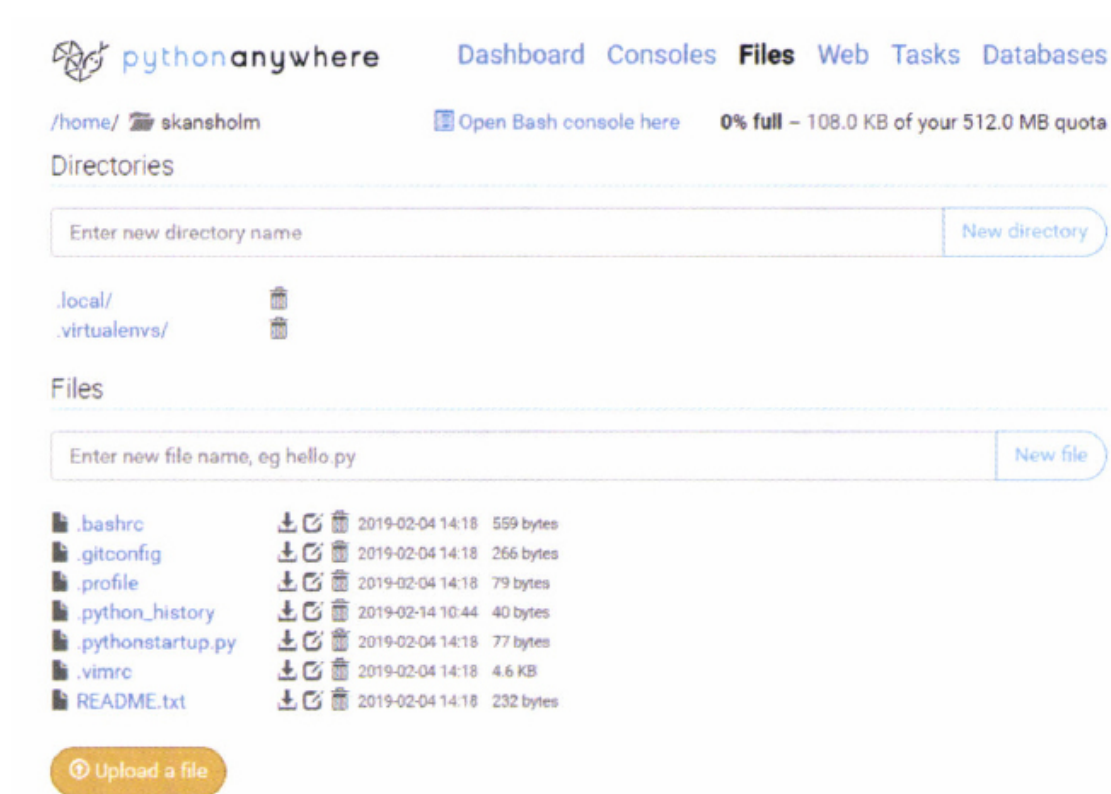 pythonanywhere Dashboard Consoles Files Web Tasks Databases
/home/ skansholm Open Bash console here 0% full – 108.0 KB of your 512.0 MB quota
Directories
Enter new directory name New directory
.local/
.virtualenvs/
Files
Enter new file name, eg hello.py New file
.bashrc 2019-02-04 14:18 559 bytes
.gitconfig 2019-02-04 14:18 266 bytes
.profile 2019-02-04 14:18 79 bytes
.python_history 2019-02-14 10:44 40 bytes
.pythonstartup.py 2019-02-04 14:18 77 bytes
.vimrc 2019-02-04 14:18 4.6 KB
README.txt 2019-02-04 14:18 232 bytes
Upload a file